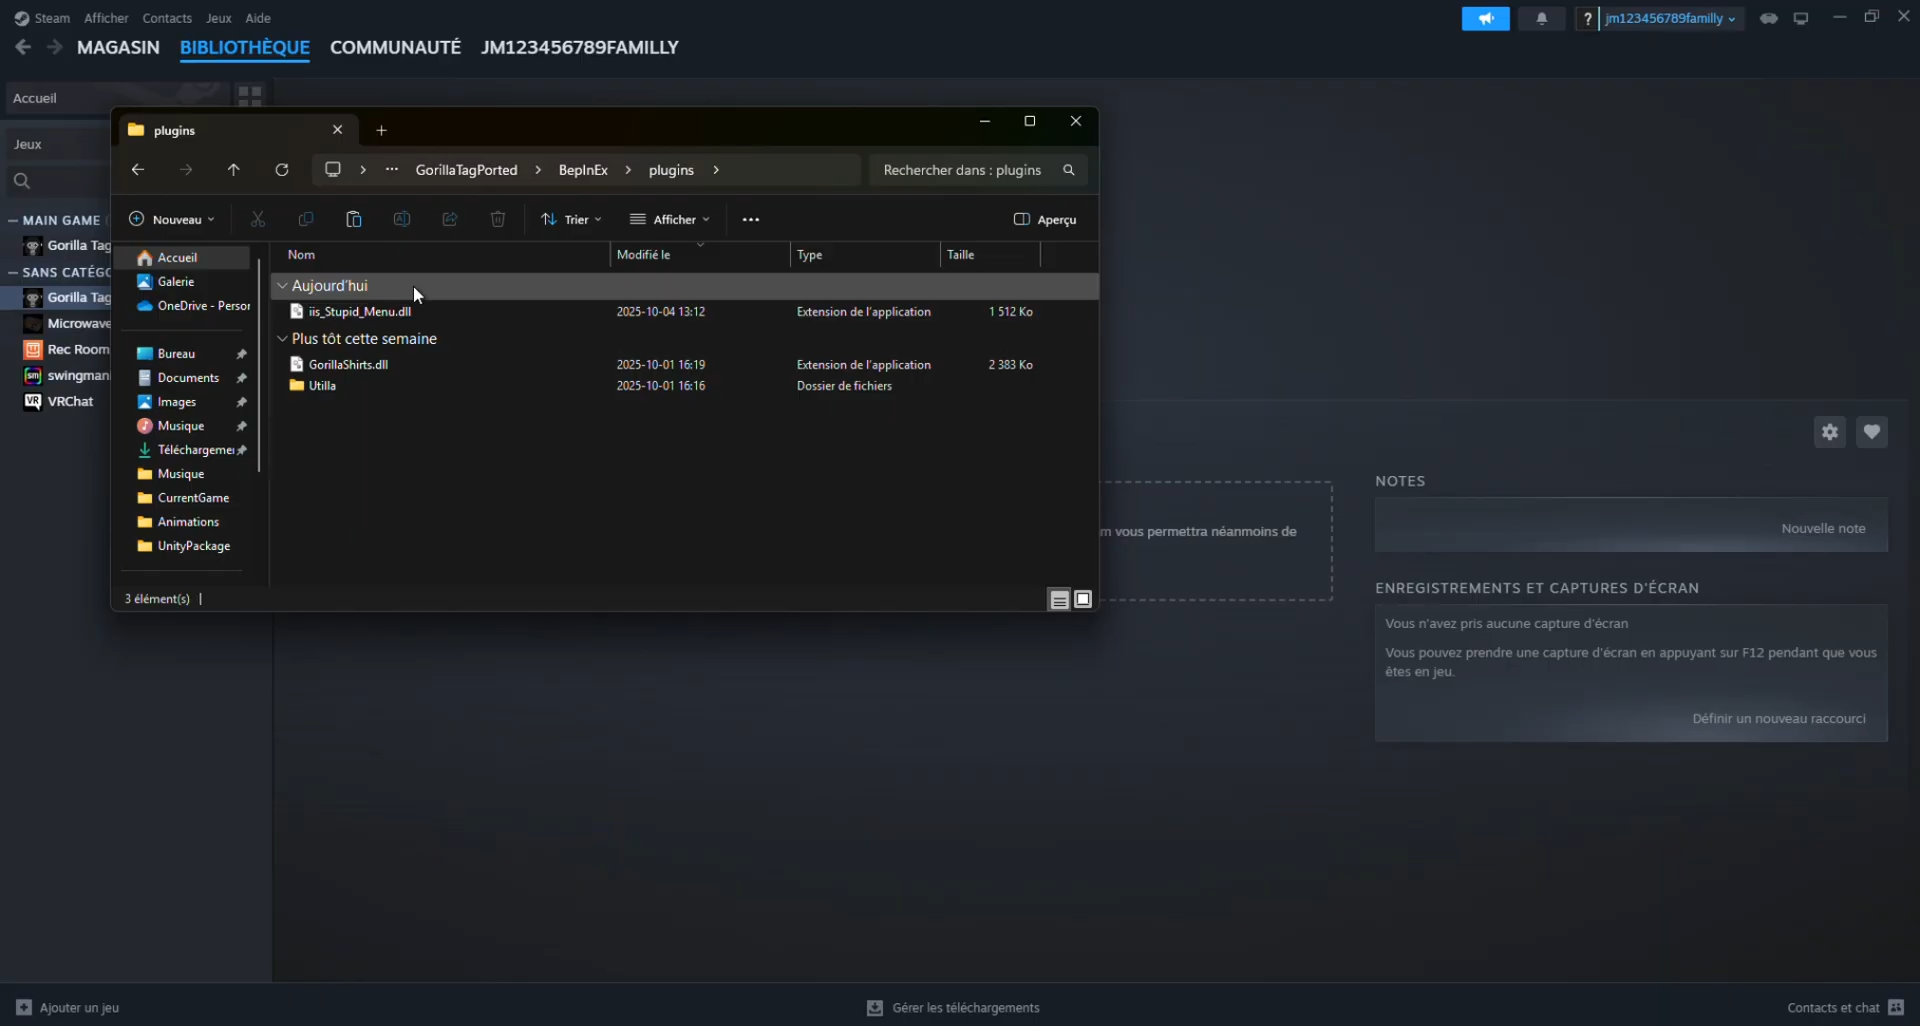 Steam Afficher Contacts Jeux Aide
? jm123456789familly
MAGASIN BIBLIOTHÈQUE COMMUNAUTÉ JM123456789FAMILLY
Accueil
Jeux
— MAIN GAME
Gorilla Tag
— SANS CATÉGO
Gorilla Tag
Microwave
Rec Room
swingman
VRChat
plugins
GorillaTagPorted > BepInEx > plugins >
Rechercher dans : plugins
Nouveau
Trier
Afficher
Aperçu
Accueil
Galerie
OneDrive - Person
Bureau
Documents
Images
Musique
Téléchargemen
Musique
CurrentGame
Animations
UnityPackage
Nom Modifié le Type Taille
Aujourd'hui
iis_Stupid_Menu.dll 2025-10-04 13:12 Extension de l'application 1 512 Ko
Plus tôt cette semaine
GorillaShirts.dll 2025-10-01 16:19 Extension de l'application 2 383 Ko
Utilla 2025-10-01 16:16 Dossier de fichiers
3 élément(s)
m vous permettra néanmoins de
NOTES
Nouvelle note
ENREGISTREMENTS ET CAPTURES D'ÉCRAN
Vous n'avez pris aucune capture d'écran
Vous pouvez prendre une capture d'écran en appuyant sur F12 pendant que vous
êtes en jeu.
Définir un nouveau raccourci
Ajouter un jeu
Gérer les téléchargements
Contacts et chat